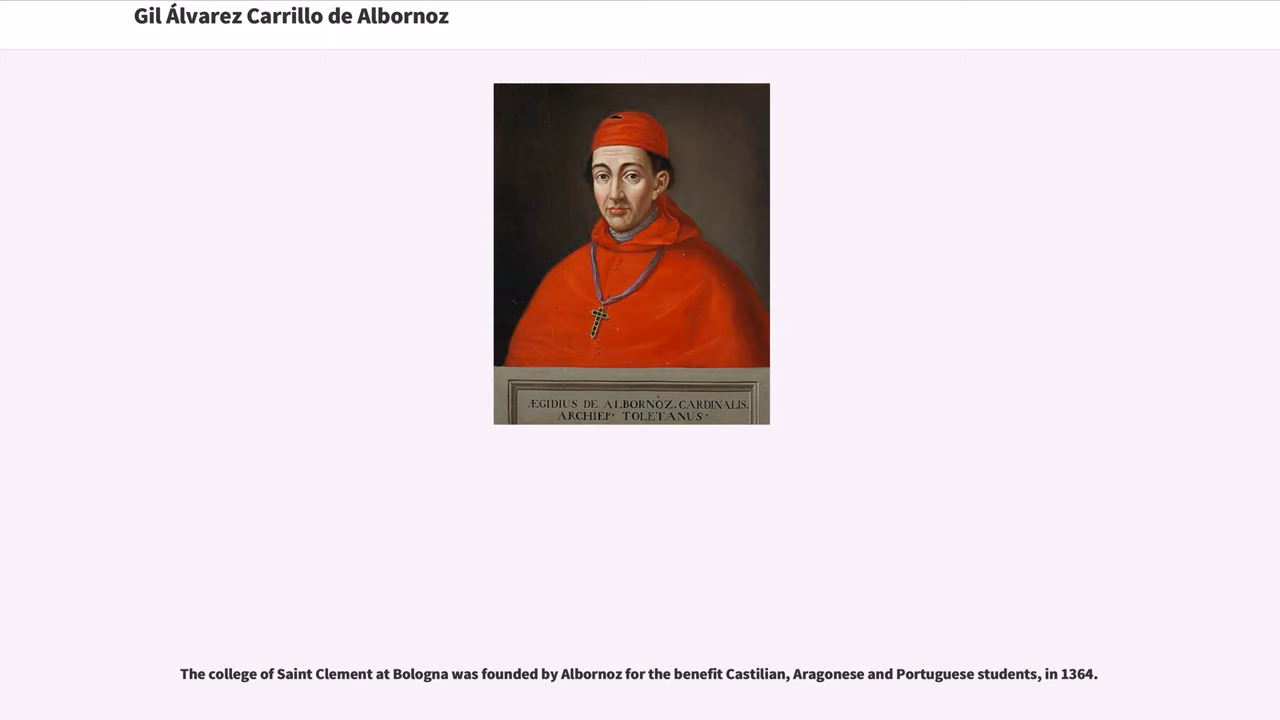 Gil Álvarez Carrillo de Albornoz
ÆGIDIUS DE ALBORNÒZ. CARDINALIS.
ARCHIEP· TOLETANUS·
The college of Saint Clement at Bologna was founded by Albornoz for the benefit Castilian, Aragonese and Portuguese students, in 1364.